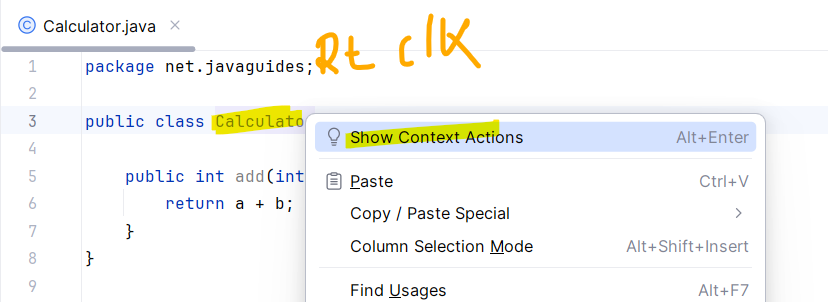 Calculator.java
Rt clk
1 package net.javaguides;
2
3 public class Calculato
4
5 public int add(int
6 return a + b;
7 }
8 }
9
Show Context Actions Alt+Enter
Paste Ctrl+V
Copy / Paste Special
Column Selection Mode Alt+Shift+Insert
Find Usages Alt+F7